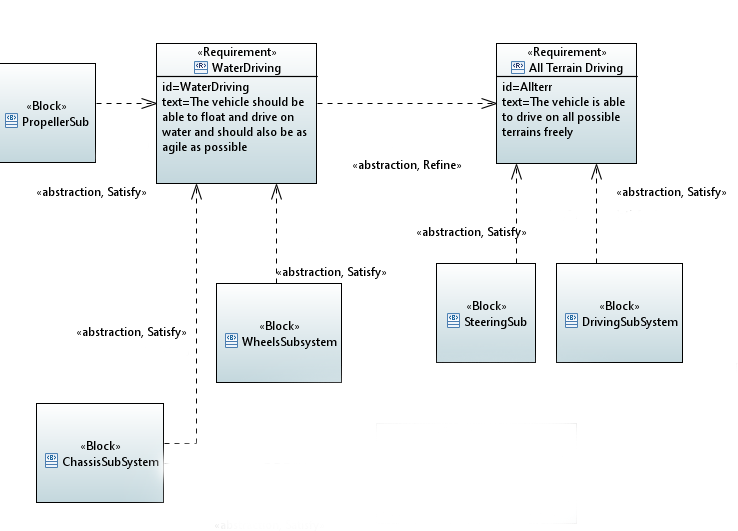 «Requirement»
WaterDriving
id=WaterDriving
text=The vehicle should be
able to float and drive on
water and should also be as
agile as possible
«Requirement»
All Terrain Driving
id=Allterr
text=The vehicle is able
to drive on all possible
terrains freely
«Block»
PropellerSub
«abstraction, Refine»
«abstraction, Satisfy»
«abstraction, Satisfy»
«abstraction, Satisfy»
«abstraction, Satisfy»
«abstraction, Satisfy»
«Block»
WheelsSubsystem
«Block»
SteeringSub
«Block»
DrivingSubSystem
«Block»
ChassisSubSystem